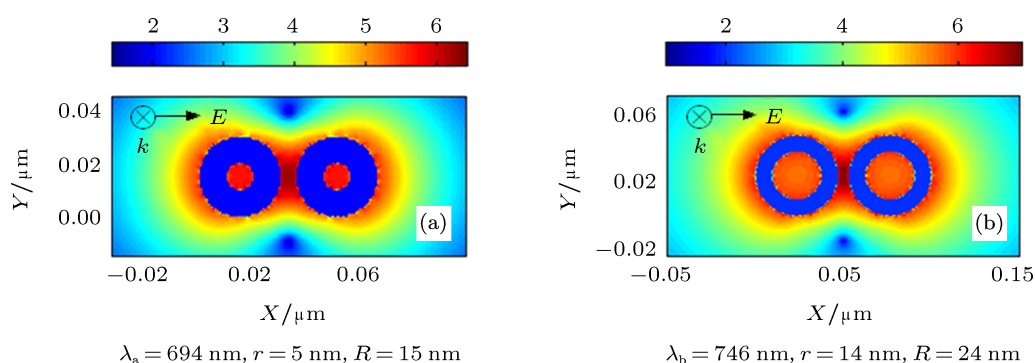 2 3 4 5 6
2 4 6
0.04
0.02
0.00
Y/μm
E
k
(a)
−0.02 0.02 0.06
X/μm
λa = 694 nm, r = 5 nm, R = 15 nm
0.06
0.02
−0.02
Y/μm
E
k
(b)
−0.05 0.05 0.15
X/μm
λb = 746 nm, r = 14 nm, R = 24 nm